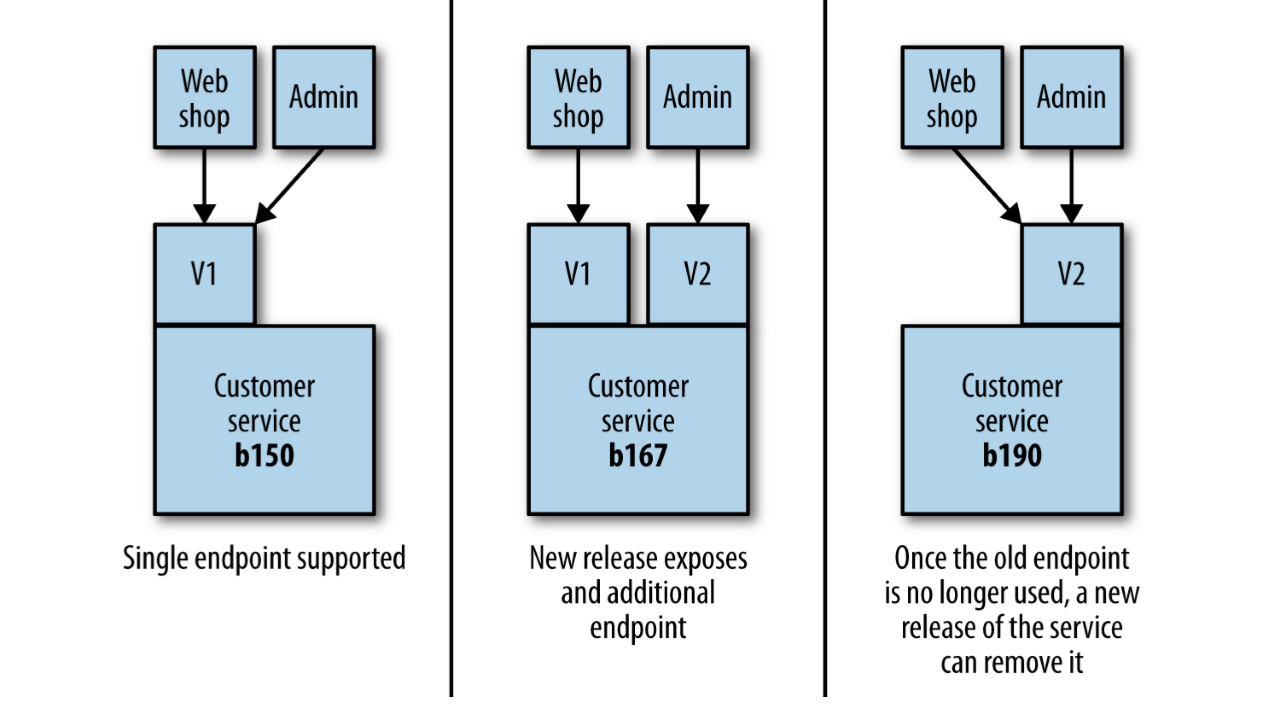 Web
shop
Admin
V1
Customer
service
b150
Single endpoint supported
Web
shop
Admin
V1
V2
Customer
service
b167
New release exposes
and additional
endpoint
Web
shop
Admin
V2
Customer
service
b190
Once the old endpoint
is no longer used, a new
release of the service
can remove it